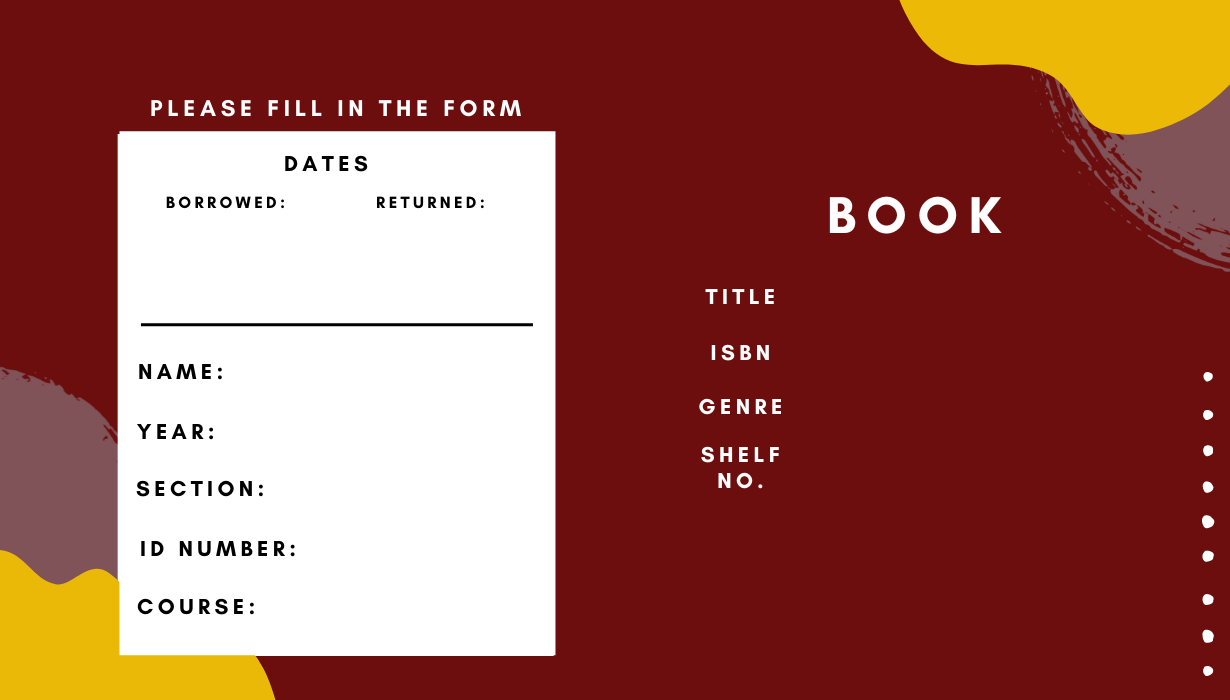 PLEASE FILL IN THE FORM
DATES
BORROWED: RETURNED:
NAME:
YEAR:
SECTION:
ID NUMBER:
COURSE:
BOOK
TITLE
ISBN
GENRE
SHELF
NO.